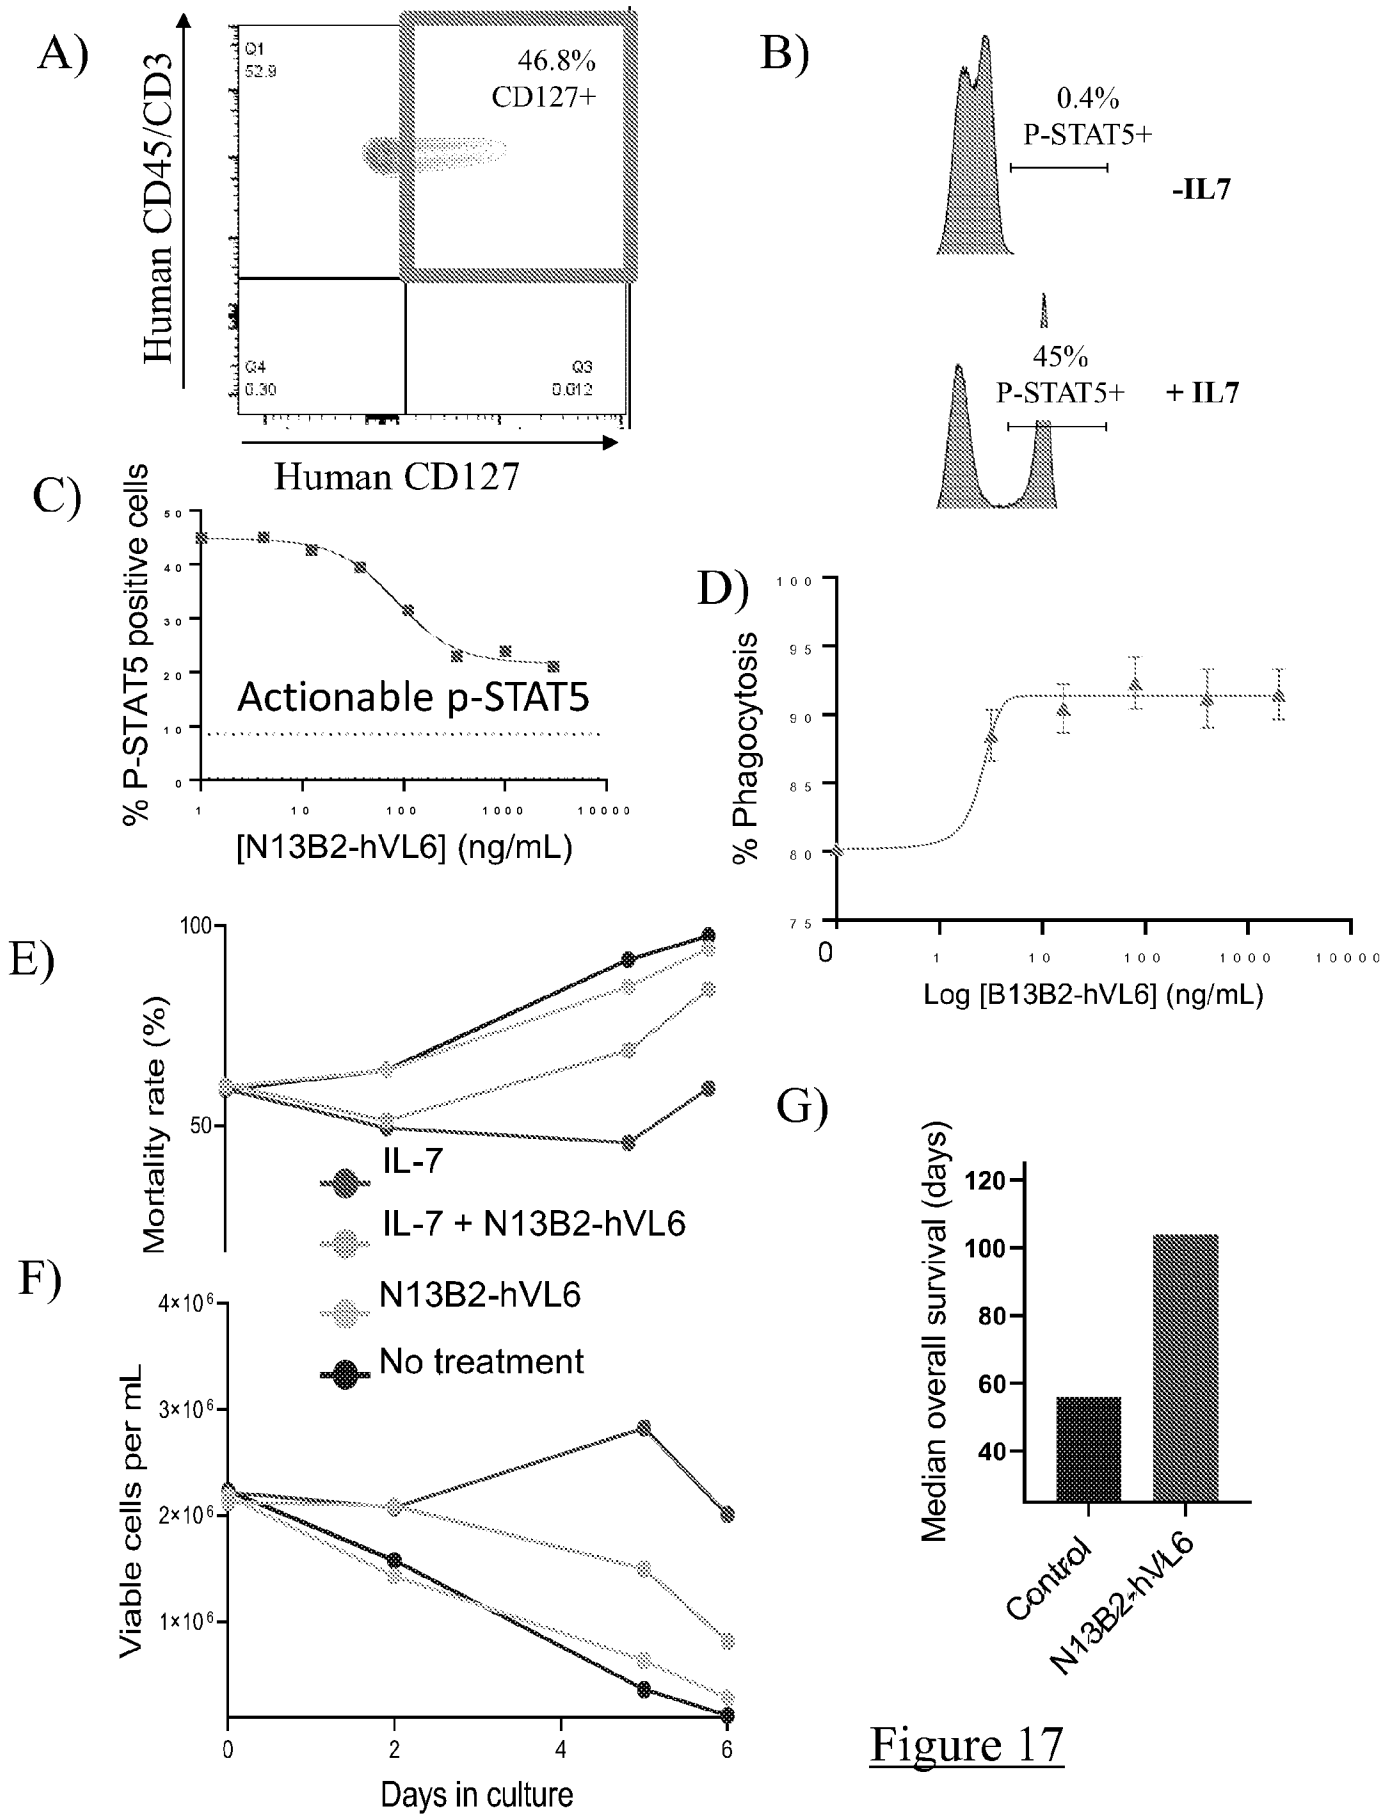 A)
Human CD45/CD3
Q1
52.9
46.8%
CD127+
Q4
0.30
Q3
0.012
Human CD127
B)
0.4%
P-STAT5+
-IL7
45%
P-STAT5+
+ IL7
C)
% P-STAT5 positive cells
50
40
30
20
10
0
Actionable p-STAT5
1
10
100
1000
10000
[N13B2-hVL6] (ng/mL)
D)
% Phagocytosis
100
95
90
85
80
75
0
1
10
100
1000
10000
Log [B13B2-hVL6] (ng/mL)
E)
Mortality rate (%)
100
50
IL-7
IL-7 + N13B2-hVL6
N13B2-hVL6
No treatment
F)
Viable cells per mL
4×10⁶
3×10⁶
2×10⁶
1×10⁶
0
2
4
6
Days in culture
G)
Median overall survival (days)
120
100
80
60
40
Control
N13B2-hVL6
Figure 17